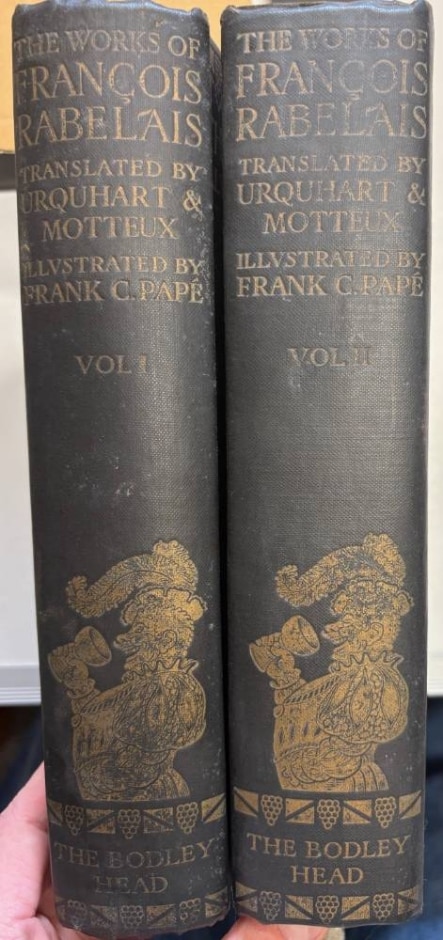 THE WORKS OF
FRANÇOIS
RABELAIS
TRANSLATED BY
URQUHART &
MOTTEUX
ILLVSTRATED BY
FRANK C. PAPÉ
VOL I
THE BODLEY
HEAD
THE WORKS OF
FRANÇOIS
RABELAIS
TRANSLATED BY
URQUHART &
MOTTEUX
ILLVSTRATED BY
FRANK C. PAPÉ
VOL II
THE BODLEY
HEAD